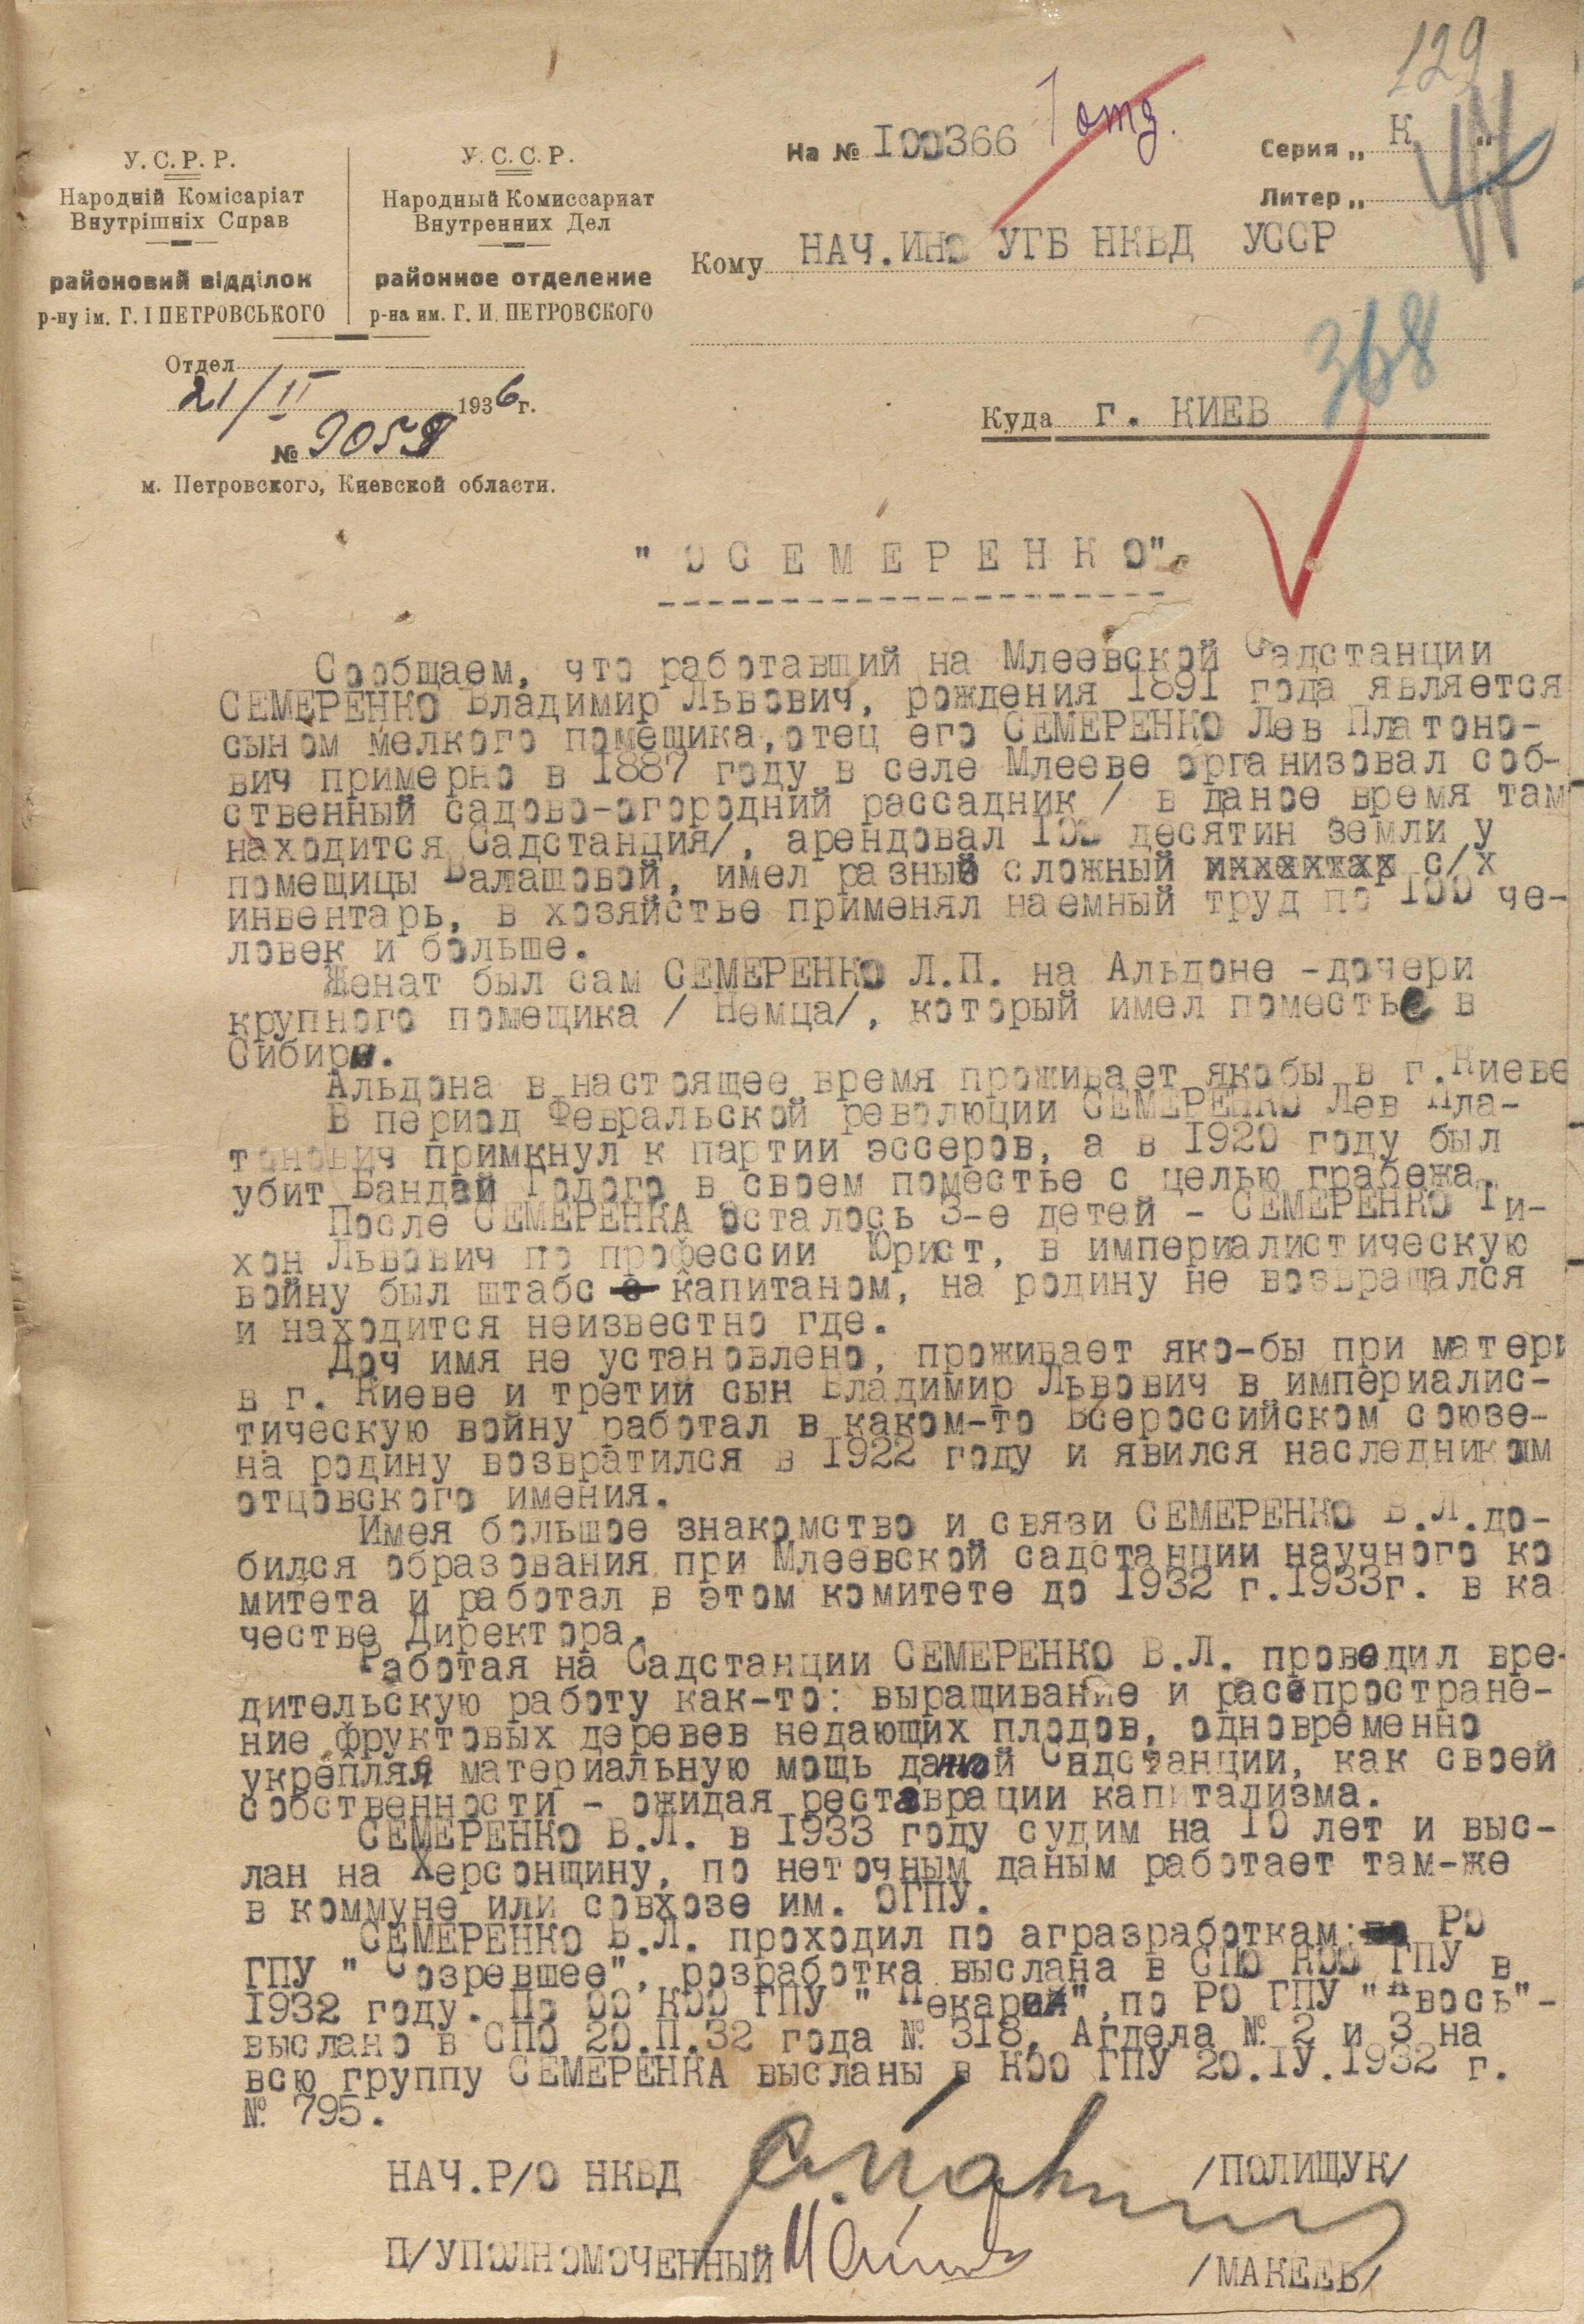 129
У.С.Р.Р.
Народній Комісаріат
Внутрішніх Справ
районовий відділок
р-ну ім. Г. І ПЕТРОВСЬКОГО
У.С.С.Р.
Народный Комиссариат
Внутренних Дел
районное отделение
р-на им. Г. И. ПЕТРОВСКОГО
Отдел
21/II 1936 г.
№ 9059
м. Петровского, Киевской области.
На № I00366
1 отд.
Серия „ К "
Литер „ "
Кому НАЧ.ИНО УГБ НКВД УССР
368
Куда г. КИЕВ
" О С Е М Е Р Е Н К О".
Сообщаем, что работавший на Млеевской Садстанции
СЕМЕРЕНКО Владимир Львович, рождения 1891 года является
сыном мелкого помещика,отец его СЕМЕРЕНКО Лев Платоно-
вич примерно в 1887 году в селе Млееве организовал соб-
ственный садово-огородний рассадник / в даное время там
находится Садстанция/, арендовал 100 десятин земли у
помещицы Балашовой, имел разные сложный с/х
инвентарь, в хозяйстве применял наемный труд по 100 че-
ловек и больше.
Женат был сам СЕМЕРЕНКО Л.П. на Альдоне -дочери
крупного помещика / Немца/, который имел поместье в
Сибири.
Альдона в настоящее время проживает якобы в г.Киеве
В период Февральской революции СЕМЕРЕНКО Лев Пла-
тонович примкнул к партии эссеров, а в 1920 году был
убит Бандой Голого в своем поместье с целью грабежа.
После СЕМЕРЕНКА осталось 3-е детей - СЕМЕРЕНКО Ти-
хон Львович по профессии Юрист, в империалистическую
войну был штабс капитаном, на родину не возвращался
и находится неизвестно где.
Доч имя не установлено, проживает яко-бы при матери
в г. Киеве и третий сын Владимир Львович в империалис-
тическую войну работал в каком-то Всероссийском союзе-
на родину возвратился в 1922 году и явился наследником
отцовского имения.
Имея большое знакомство и связи СЕМЕРЕНКО В.Л.до-
бился образования при Млеевской садстанции научного ко
митета и работал в этом комитете до 1932 г.1933г. в ка
честве Директора.
Работая на Садстанции СЕМЕРЕНКО В.Л. проводил вре-
дительскую работу как-то: выращивание и распростране-
ние фруктовых деревев недающих плодов, одновременно
укреплял материальную мощь данной Садстанции, как своей
собственности - ожидая реставрации капитализма.
СЕМЕРЕНКО В.Л. в 1933 году судим на 10 лет и выс-
лан на Херсонщину, по неточным даным работает там-же
в коммуне или совхозе им. ОГПУ.
СЕМЕРЕНКО В.Л. проходил по агразработкам: РО
ГПУ " Созревшее", розработка выслана в СПО КОО ГПУ в
1932 году. По ОО КОО ГПУ " Пекари", по РО ГПУ " вось"-
выслано в СПО 20.II.32 года № 318, Агдела № 2 и 3 на
всю группу СЕМЕРЕНКА высланы в КОО ГПУ 20.IУ.1932 г.
№ 795.
НАЧ.Р/О НКВД /ПОЛИЩУК/
П/УПОЛНОМОЧЕННЫЙ /МАКЕЕВ/